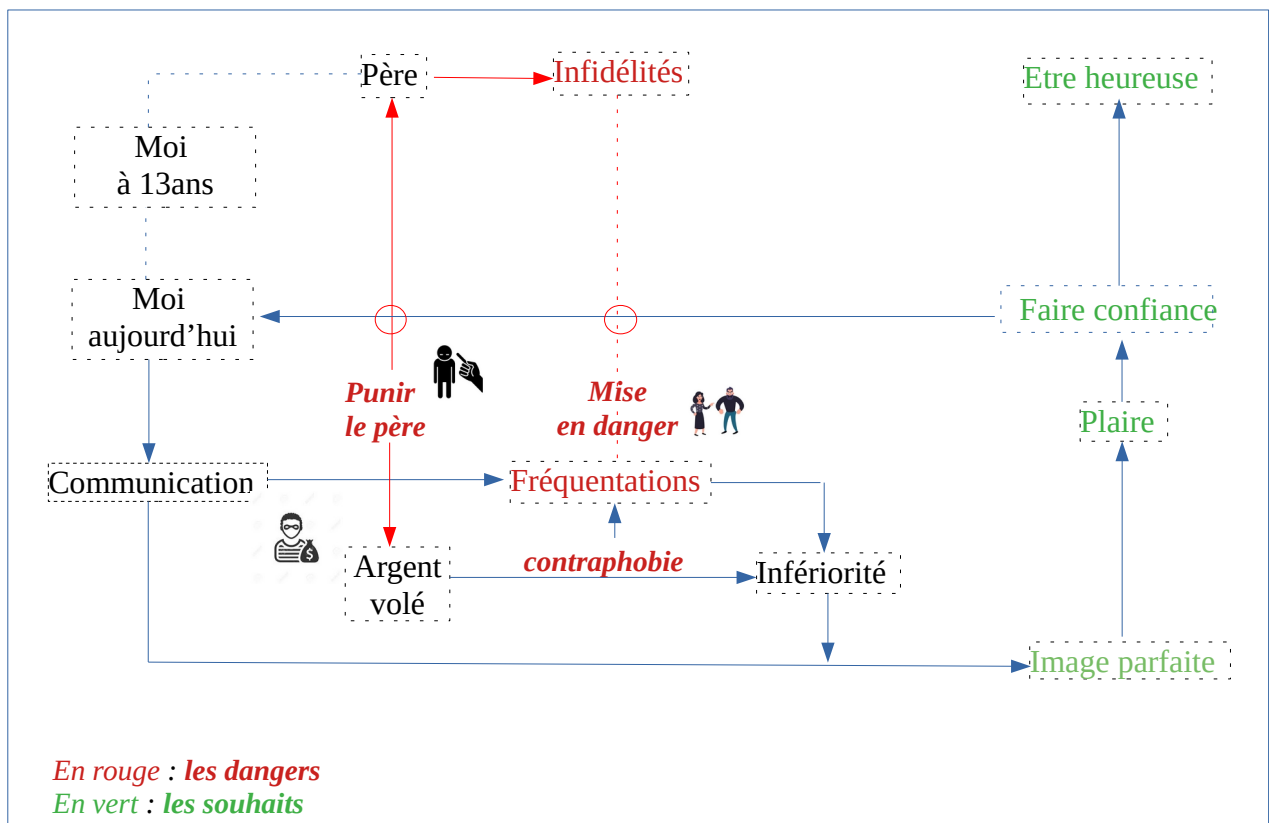 Père
Infidélités
Etre heureuse
Moi
à 13ans
Moi
aujourd’hui
Faire confiance
Punir
le père
Mise
en danger
Plaire
Communication
Fréquentations
Argent
volé
contraphobie
Infériorité
Image parfaite
En rouge : les dangers
En vert : les souhaits